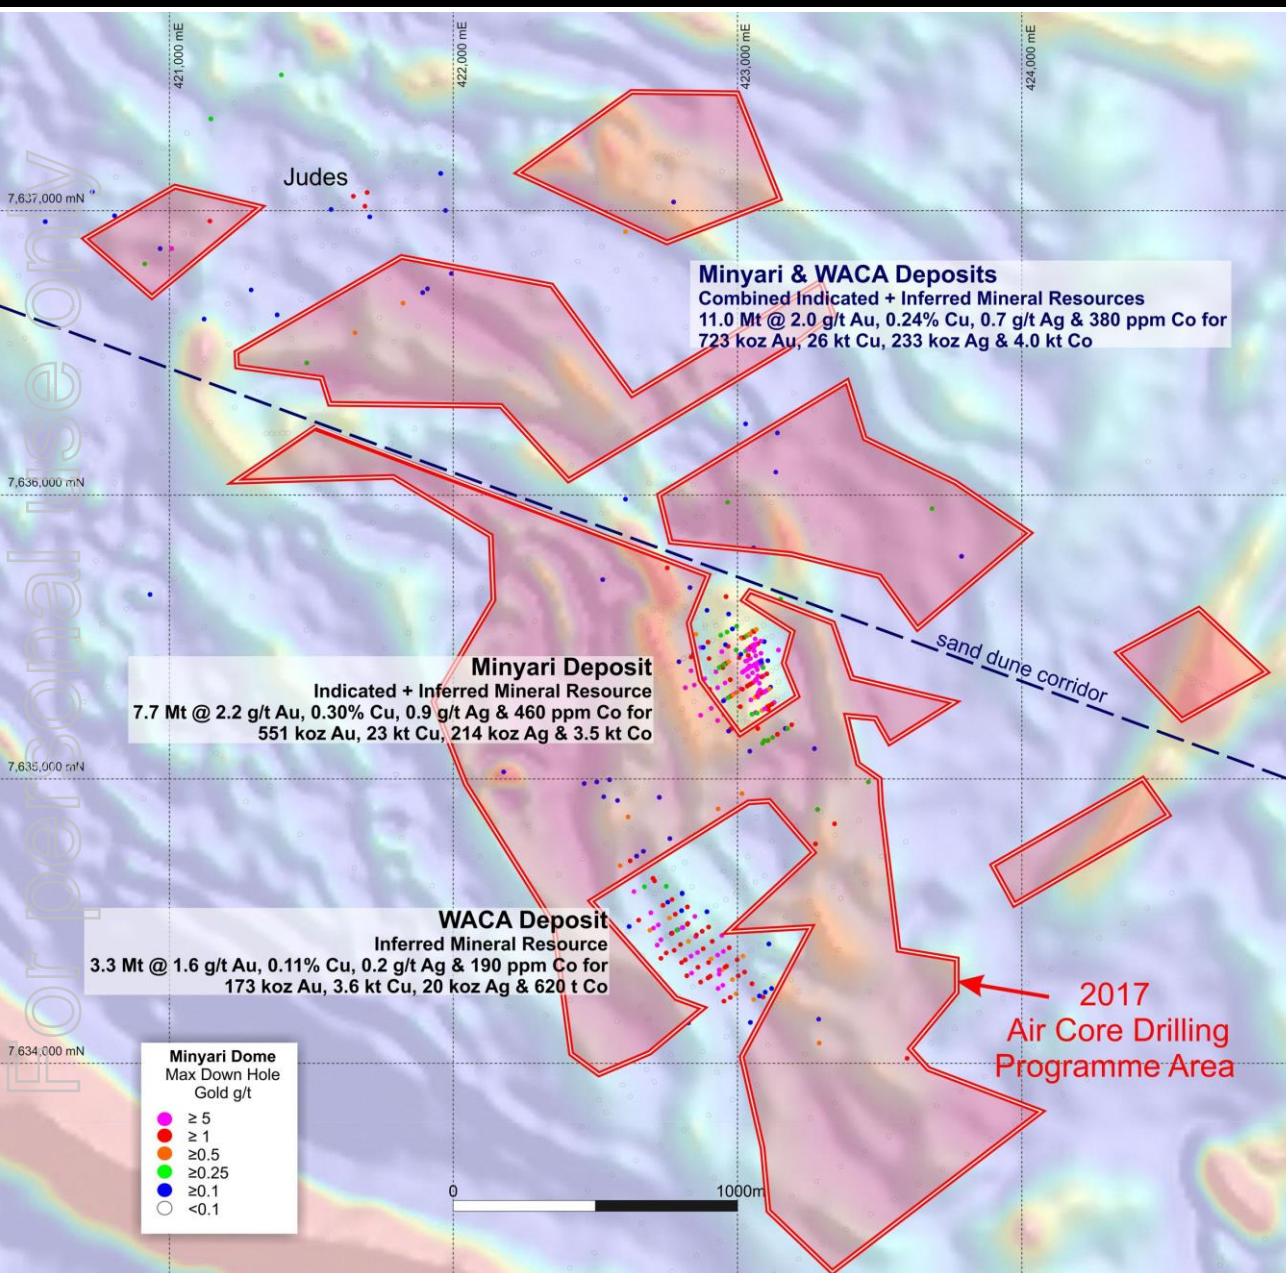 421,000 mE
422,000 mE
423,000 mE
424,000 mE
For personal use only
Judes
7,637,000 mN
Minyari & WACA Deposits
Combined Indicated + Inferred Mineral Resources
11.0 Mt @ 2.0 g/t Au, 0.24% Cu, 0.7 g/t Ag & 380 ppm Co for
723 koz Au, 26 kt Cu, 233 koz Ag & 4.0 kt Co
7,636,000 mN
sand dune corridor
Minyari Deposit
Indicated + Inferred Mineral Resource
7.7 Mt @ 2.2 g/t Au, 0.30% Cu, 0.9 g/t Ag & 460 ppm Co for
551 koz Au, 23 kt Cu, 214 koz Ag & 3.5 kt Co
7,635,000 mN
WACA Deposit
Inferred Mineral Resource
3.3 Mt @ 1.6 g/t Au, 0.11% Cu, 0.2 g/t Ag & 190 ppm Co for
173 koz Au, 3.6 kt Cu, 20 koz Ag & 620 t Co
2017
Air Core Drilling
Programme Area
7,634,000 mN
Minyari Dome
Max Down Hole
Gold g/t
≥ 5
≥ 1
≥0.5
≥0.25
≥0.1
<0.1
0
1000m